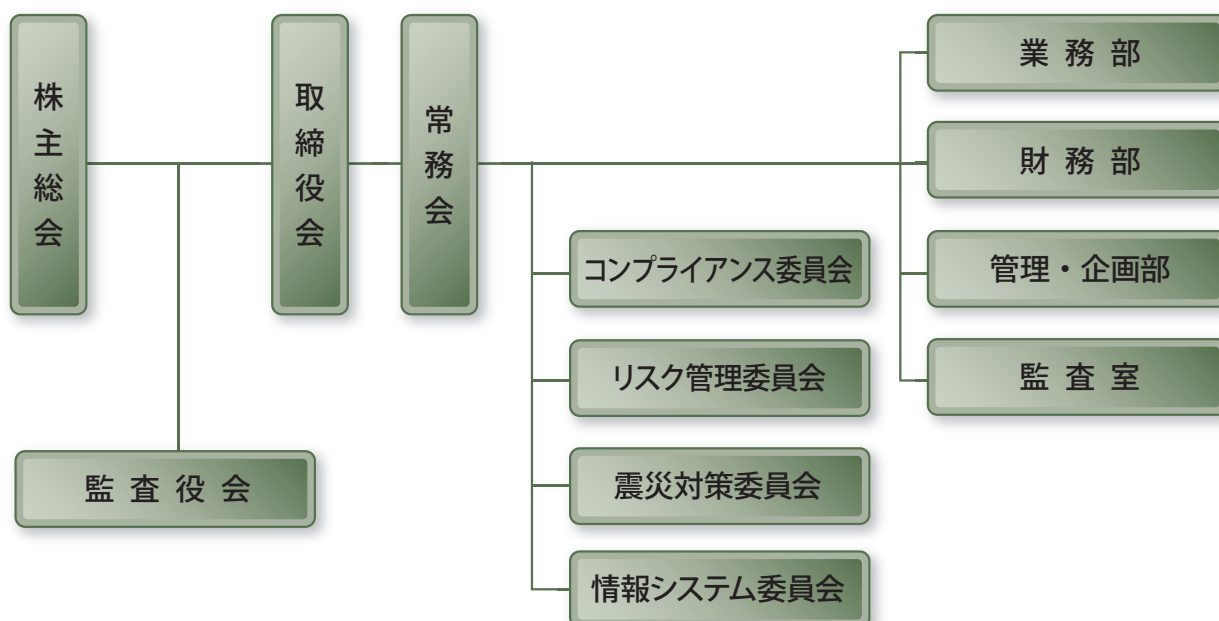 株主総会
取締役会
常務会
業務部
財務部
管理・企画部
監査室
コンプライアンス委員会
リスク管理委員会
震災対策委員会
情報システム委員会
監査役会